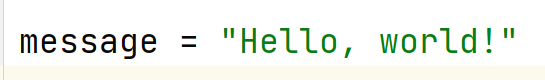 message = "Hello, world!"